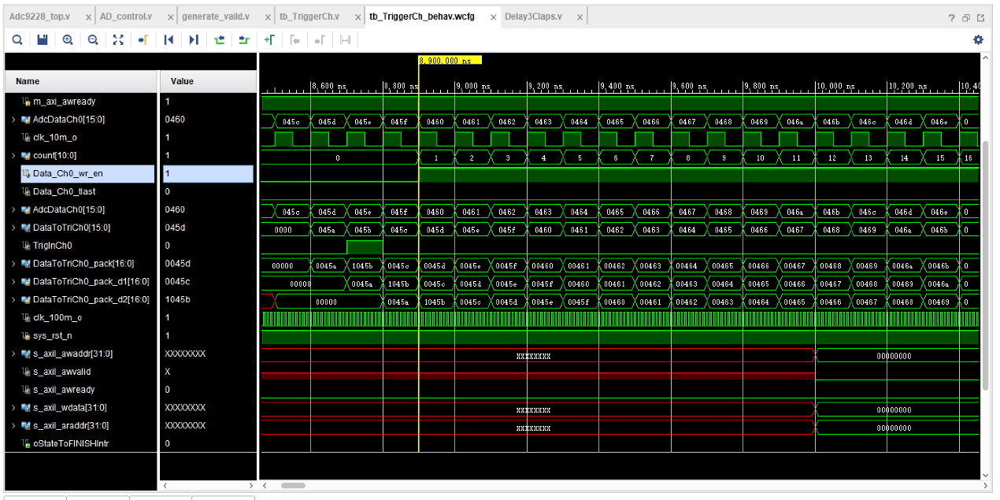 Adc9228_top.v × AD_control.v × generate_vaild.v × tb_TriggerCh.v × tb_TriggerCh_behav.wcfg × Delay3Claps.v × ?
8,900,000 ns
8,600 ns 8,800 ns 9,000 ns 9,200 ns 9,400 ns 9,600 ns 9,800 ns 10,000 ns 10,200 ns 10,40
Name Value
m_axi_awready 1
AdcDataCh0[15:0] 0460 045c 045d 045e 045f 0460 0461 0462 0463 0464 0465 0466 0467 0468 0469 046a 046b 046c 046d 046e 0
clk_10m_o 1
count[10:0] 1 0 1 2 3 4 5 6 7 8 9 10 11 12 13 14 15 16
Data_Ch0_wr_en 1
Data_Ch0_tlast 0
AdcDataCh0[15:0] 0460 045c 045d 045e 045f 0460 0461 0462 0463 0464 0465 0466 0467 0468 0469 046a 046b 046c 046d 046e 0
DataToTriCh0[15:0] 045d 0000 045a 045b 045c 045d 045e 045f 0460 0461 0462 0463 0464 0465 0466 0467 0468 0469 046a 046b 0
TrigInCh0 0
DataToTriCh0_pack[16:0] 0045d 00000 0045a 1045b 0045c 0045d 0045e 0045f 00460 00461 00462 00463 00464 00465 00466 00467 00468 00469 0046a 0046b 0
DataToTriCh0_pack_d1[16:0] 0045c 00000 0045a 1045b 0045c 0045d 0045e 0045f 00460 00461 00462 00463 00464 00465 00466 00467 00468 00469 0046a 0
DataToTriCh0_pack_d2[16:0] 1045b 00000 0045a 1045b 0045c 0045d 0045e 0045f 00460 00461 00462 00463 00464 00465 00466 00467 00468 00469 0
clk_100m_o 1
sys_rst_n 1
s_axil_awaddr[31:0] XXXXXXXX XXXXXXXX 00000000
s_axil_awvalid X
s_axil_awready 0
s_axil_wdata[31:0] XXXXXXXX XXXXXXXX 00000000
s_axil_araddr[31:0] XXXXXXXX XXXXXXXX 00000000
oStateToFINISHIntr 0